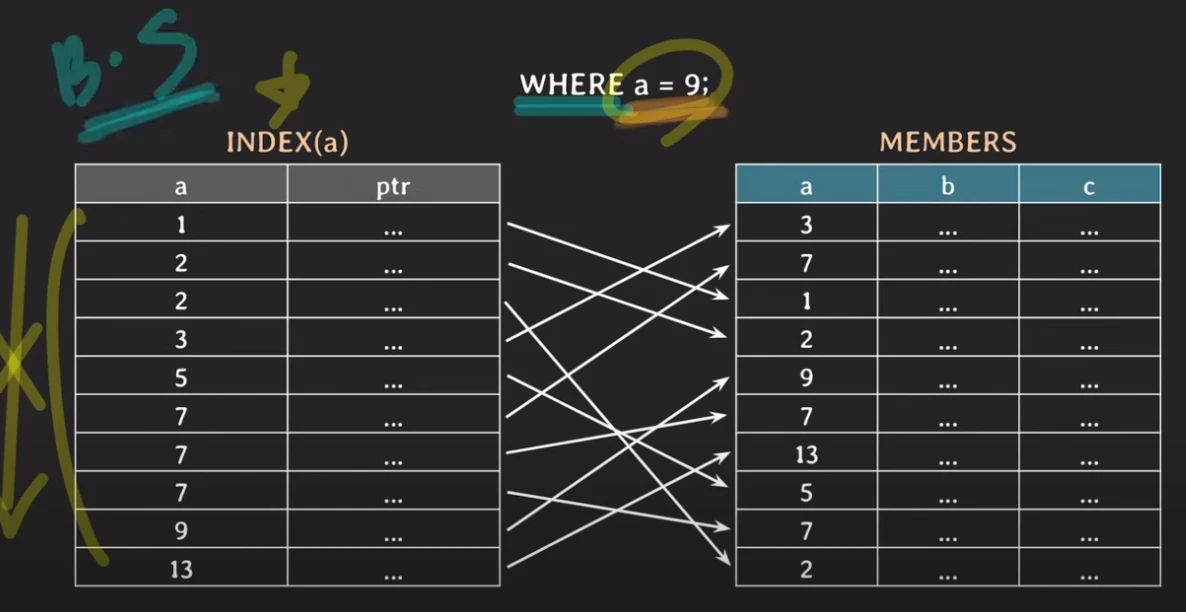 B.S
WHERE a = 9;
INDEX(a)
MEMBERS
a ptr
1 ...
2 ...
2 ...
3 ...
5 ...
7 ...
7 ...
7 ...
9 ...
13 ...
a b c
3 ... ...
7 ... ...
1 ... ...
2 ... ...
9 ... ...
7 ... ...
13 ... ...
5 ... ...
7 ... ...
2 ... ...